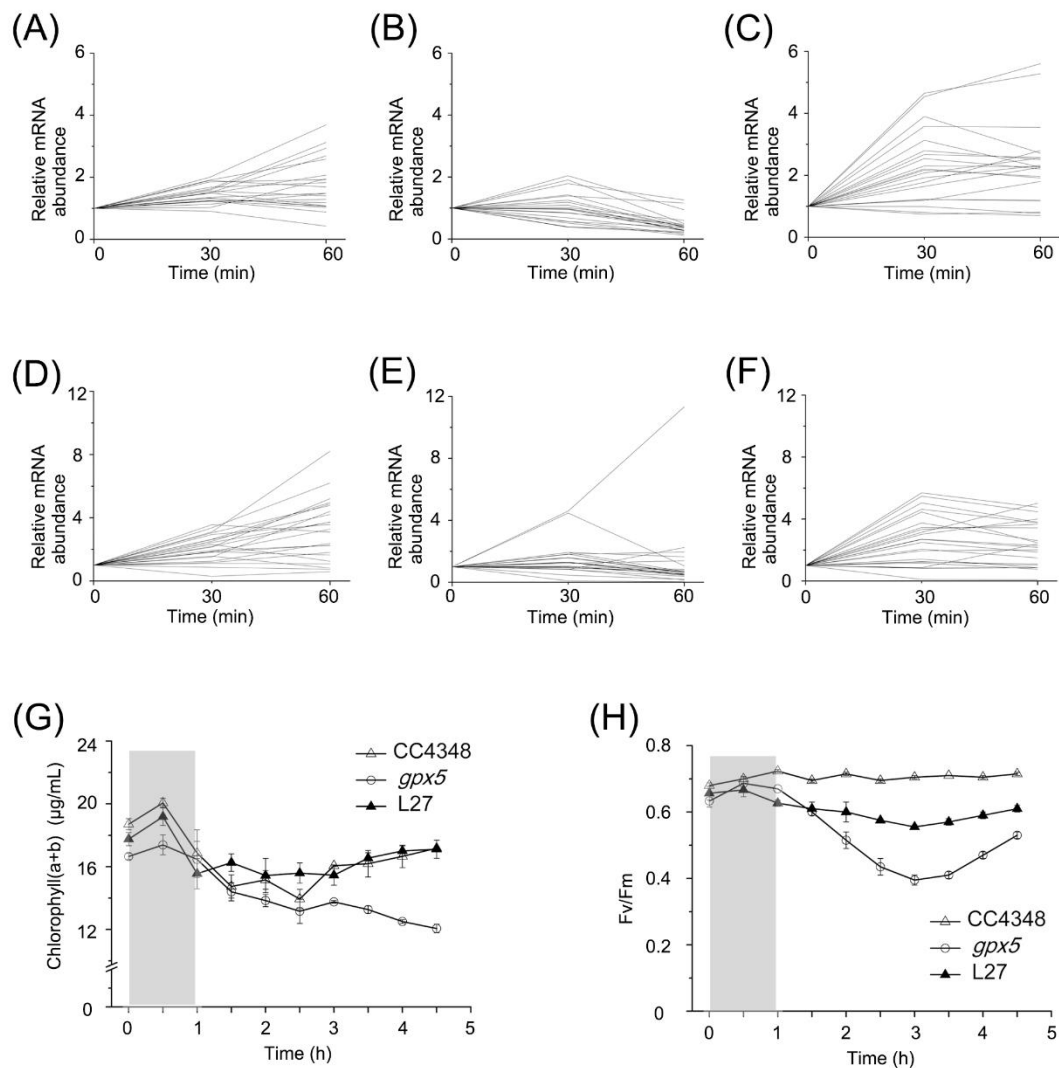 (A)
6
4
2
0
Relative mRNA
abundance
0 30 60
Time (min)
(B)
6
4
2
0
Relative mRNA
abundance
0 30 60
Time (min)
(C)
6
4
2
0
Relative mRNA
abundance
0 30 60
Time (min)
(D)
12
8
4
0
Relative mRNA
abundance
0 30 60
Time (min)
(E)
12
8
4
0
Relative mRNA
abundance
0 30 60
Time (min)
(F)
12
8
4
0
Relative mRNA
abundance
0 30 60
Time (min)
(G)
24
20
16
12
0
Chlorophyll(a+b) (µg/mL)
CC4348
gpx5
L27
0 1 2 3 4 5
Time (h)
(H)
0.8
0.6
0.4
0.2
0
Fv/Fm
CC4348
gpx5
L27
0 1 2 3 4 5
Time (h)